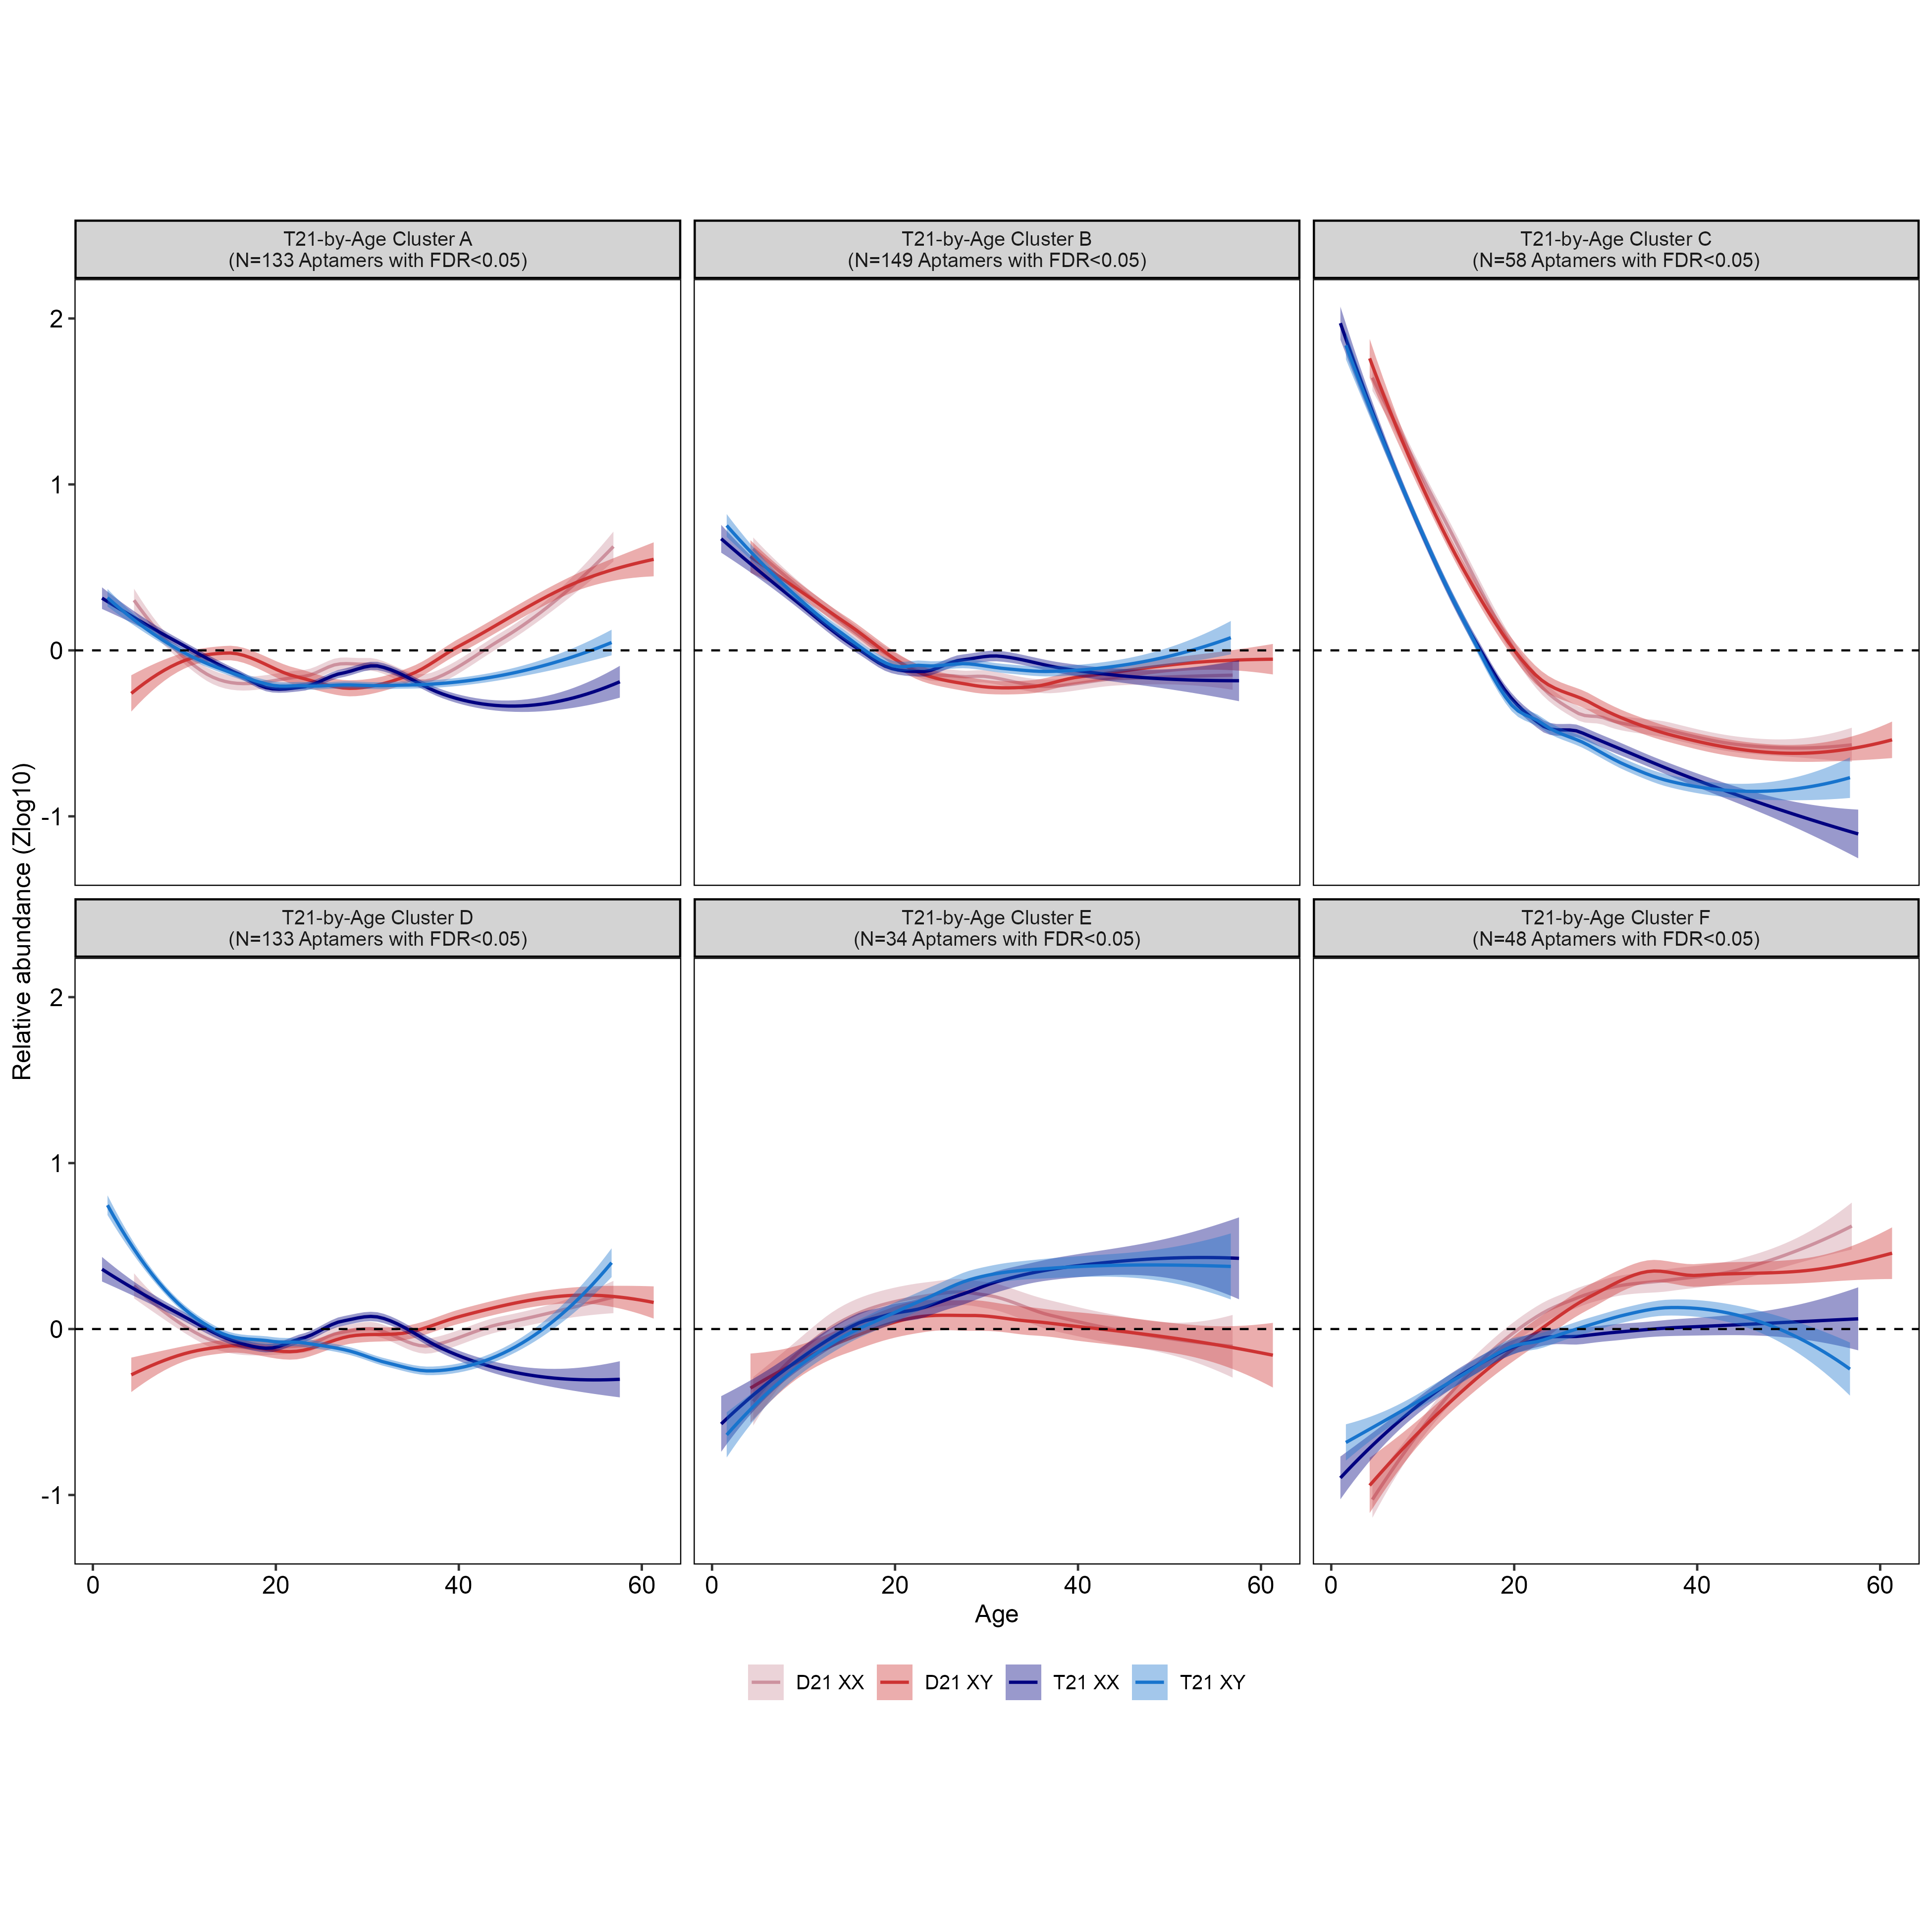 T21-by-Age Cluster A
(N=133 Aptamers with FDR<0.05)
T21-by-Age Cluster B
(N=149 Aptamers with FDR<0.05)
T21-by-Age Cluster C
(N=58 Aptamers with FDR<0.05)
2
1
0
-1
T21-by-Age Cluster D
(N=133 Aptamers with FDR<0.05)
T21-by-Age Cluster E
(N=34 Aptamers with FDR<0.05)
T21-by-Age Cluster F
(N=48 Aptamers with FDR<0.05)
2
1
0
-1
Relative abundance (Zlog10)
0 20 40 60
0 20 40 60
0 20 40 60
Age
D21 XX D21 XY T21 XX T21 XY